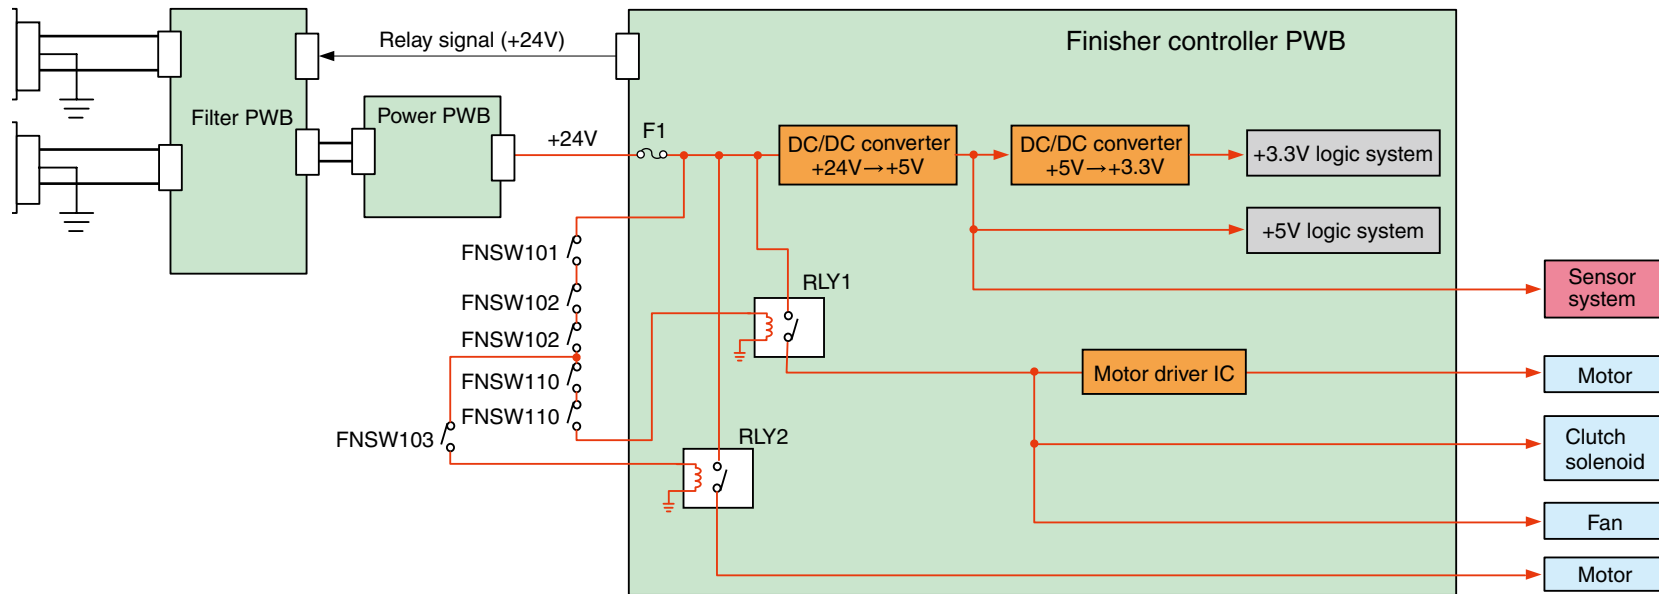 Relay signal (+24V)
Finisher controller PWB
Filter PWB
Power PWB
+24V
F1
DC/DC converter
+24V→+5V
DC/DC converter
+5V→+3.3V
+3.3V logic system
+5V logic system
FNSW101
FNSW102
FNSW102
FNSW110
FNSW110
FNSW103
RLY1
RLY2
Motor driver IC
Sensor
system
Motor
Clutch
solenoid
Fan
Motor